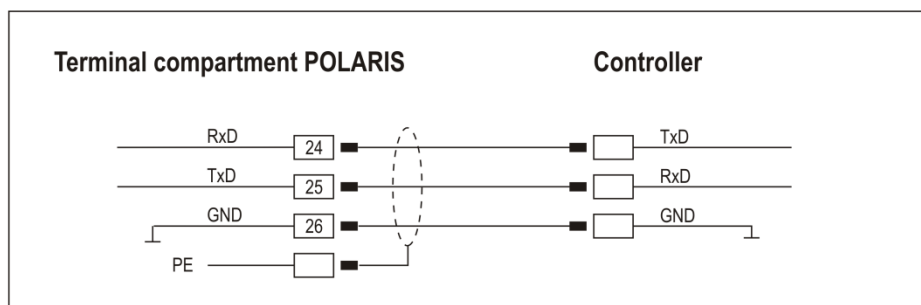 Terminal compartment POLARIS Controller
RxD 24 TxD
TxD 25 RxD
GND 26 GND
PE